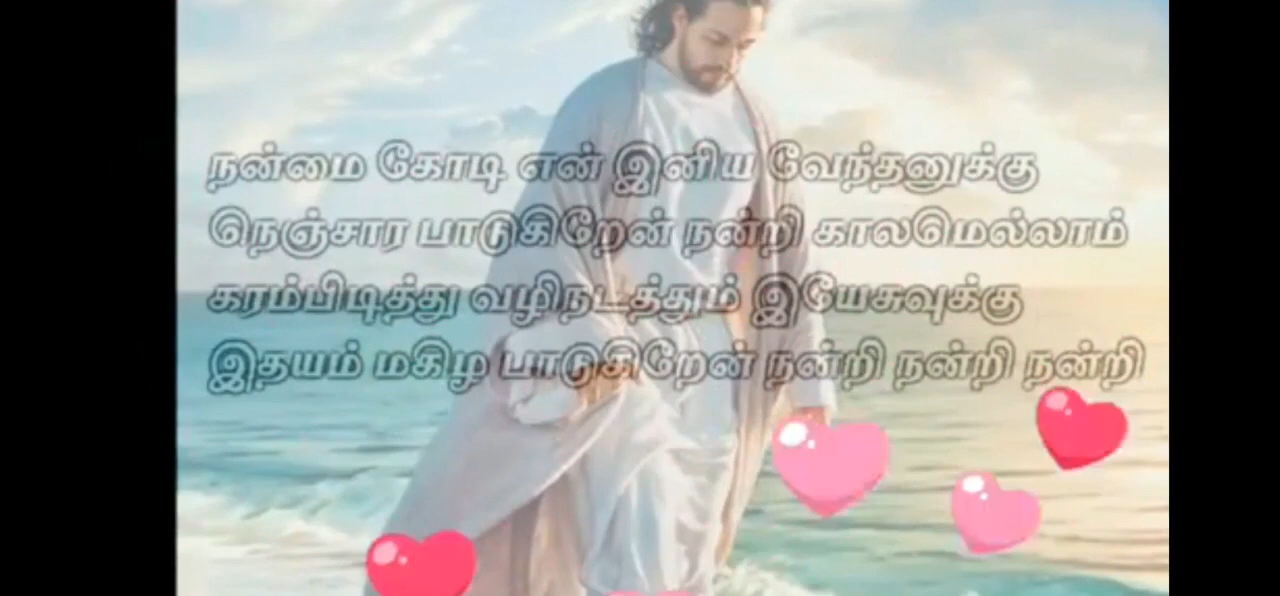 நன்மை கோடி என் இனிய வேந்தனுக்கு
நெஞ்சார பாடுகிறேன் நன்றி காலமெல்லாம்
கரம்பிடித்து வழிநடத்தும் இயேசுவுக்கு
இதயம் மகிழ பாடுகிறேன் நன்றி நன்றி நன்றி